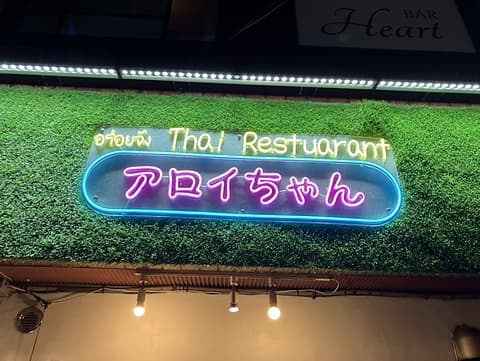 BAR
Heart
อร่อยจัง Thai Restuarant
アロイちゃん